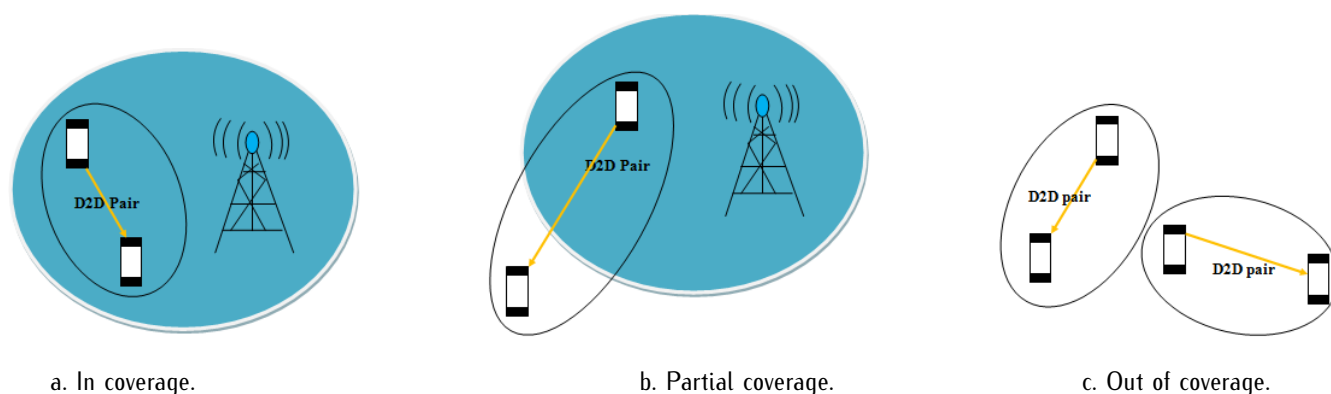 D2D Pair
D2D Pair
D2D pair
D2D pair
a. In coverage.
b. Partial coverage.
c. Out of coverage.